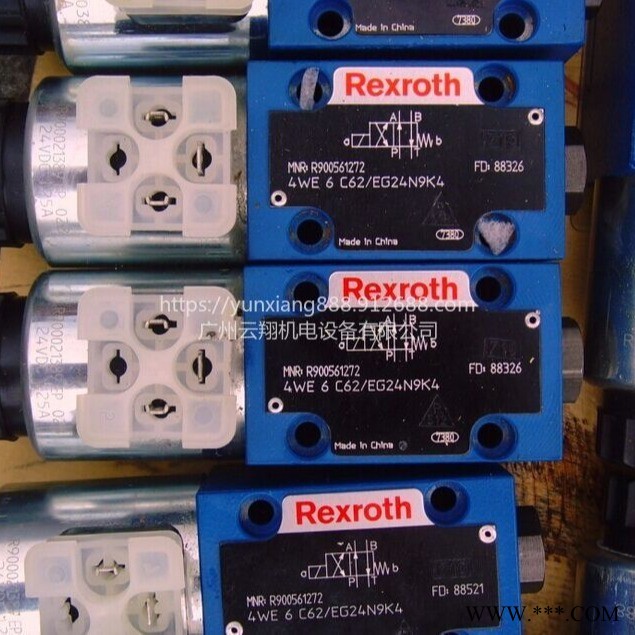 Made in China
7380
Rexroth
A B
a b
P T
MNR: R900561272
FD: 88326
4WE 6 C62/EG24N9K4
Made in China
7380
Rexroth
https://yunxiang888.912688.com
广州云翔机电设备有限公司
MNR: R900561272
FD: 88326
4WE 6 C62/EG24N9K4
Made in China
7380
Rexroth
A B
P T
MNR: R900561272
FD: 88521
4WE 6 C62/EG24N9K4
WWW.***.COM